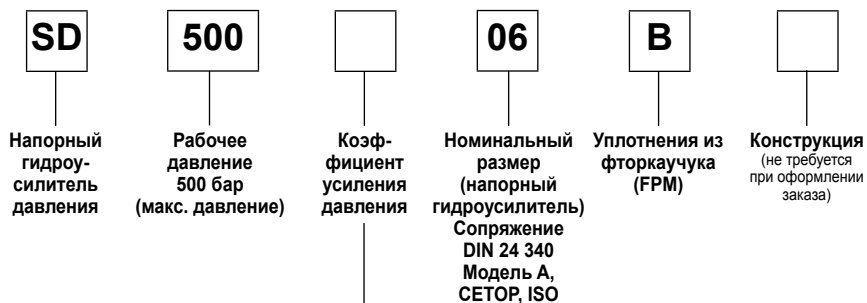 SD
500
06
B
Напорный
гидроу-
силитель
давления
Рабочее
давление
500 бар
(макс. давление)
Коэф-
фициент
усиления
давления
Номинальный
размер
(напорный
гидроусилитель)
Сопряжение
DIN 24 340
Модель A,
CETOP, ISO
Уплотнения из
фторкаучука
(FPM)
Конструкция
(не требуется
при оформлении
заказа)